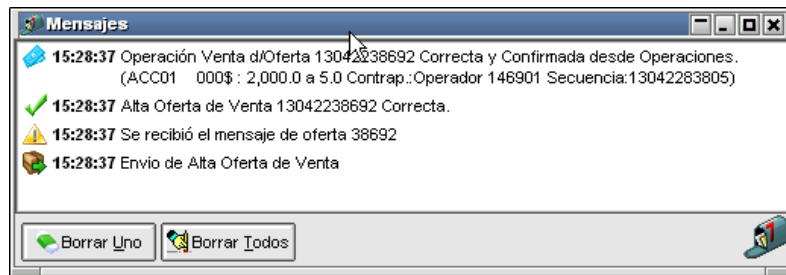 Mensajes
15:28:37 Operación Venta d/Oferta 13042238692 Correcta y Confirmada desde Operaciones.
(ACC01 000$ : 2,000.0 a 5.0 Contrap.:Operador 146901 Secuencia:13042283805)
15:28:37 Alta Oferta de Venta 13042238692 Correcta.
15:28:37 Se recibió el mensaje de oferta 38692
15:28:37 Envio de Alta Oferta de Venta
Borrar Uno Borrar Todos